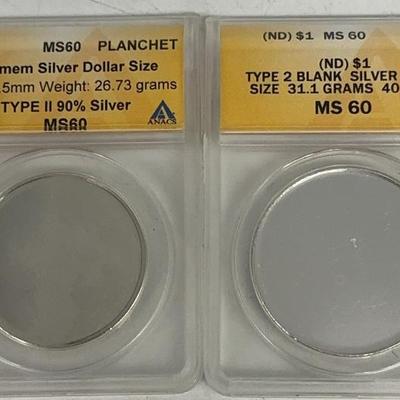 MS60 PLANCHET
mem Silver Dollar Size
.5mm Weight: 26.73 grams
TYPE II 90% Silver
MS60
ANACS
(ND) $1 MS 60
(ND) $1
TYPE 2 BLANK SILVER
SIZE 31.1 GRAMS 40
MS 60